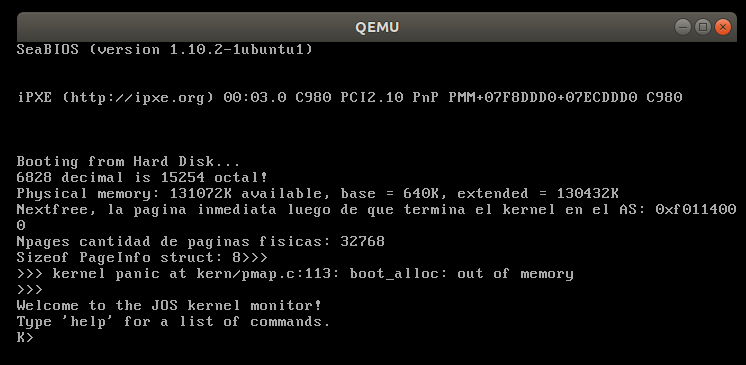 QEMU
SeaBIOS (version 1.10.2-1ubuntu1)
iPXE (http://ipxe.org) 00:03.0 C980 PCI2.10 PnP PMM+07F8DDD0+07ECDDD0 C980
Booting from Hard Disk...
6828 decimal is 15254 octal!
Physical memory: 131072K available, base = 640K, extended = 130432K
Nextfree, la pagina inmediata luego de que termina el kernel en el AS: 0xf011400
0
Npages cantidad de paginas fisicas: 32768
Sizeof PageInfo struct: 8>>>
>>> kernel panic at kern/pmap.c:113: boot_alloc: out of memory
>>>
Welcome to the JOS kernel monitor!
Type 'help' for a list of commands.
K>